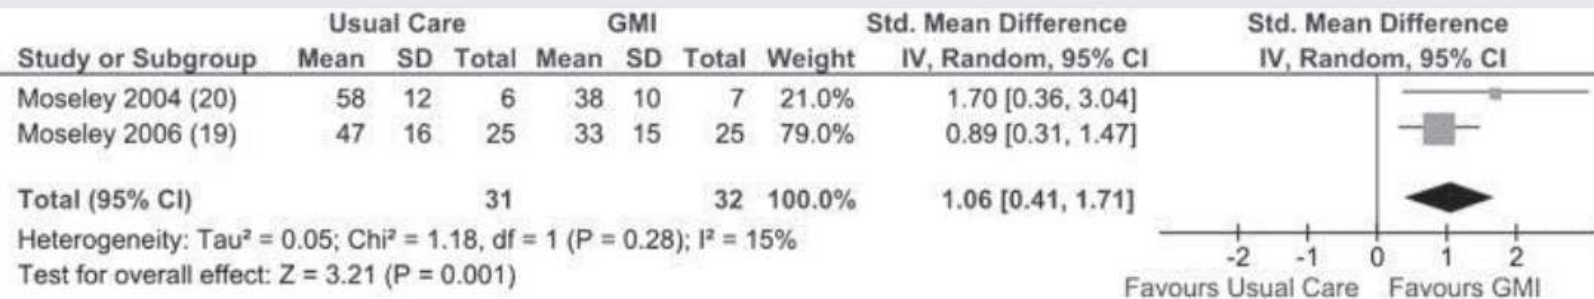 Usual Care GMI Std. Mean Difference Std. Mean Difference
Study or Subgroup Mean SD Total Mean SD Total Weight IV, Random, 95% CI IV, Random, 95% CI
Moseley 2004 (20) 58 12 6 38 10 7 21.0% 1.70 [0.36, 3.04]
Moseley 2006 (19) 47 16 25 33 15 25 79.0% 0.89 [0.31, 1.47]
Total (95% CI) 31 32 100.0% 1.06 [0.41, 1.71]
Heterogeneity: Tau² = 0.05; Chi² = 1.18, df = 1 (P = 0.28); I² = 15%
-2 -1 0 1 2
Test for overall effect: Z = 3.21 (P = 0.001)
Favours Usual Care Favours GMI